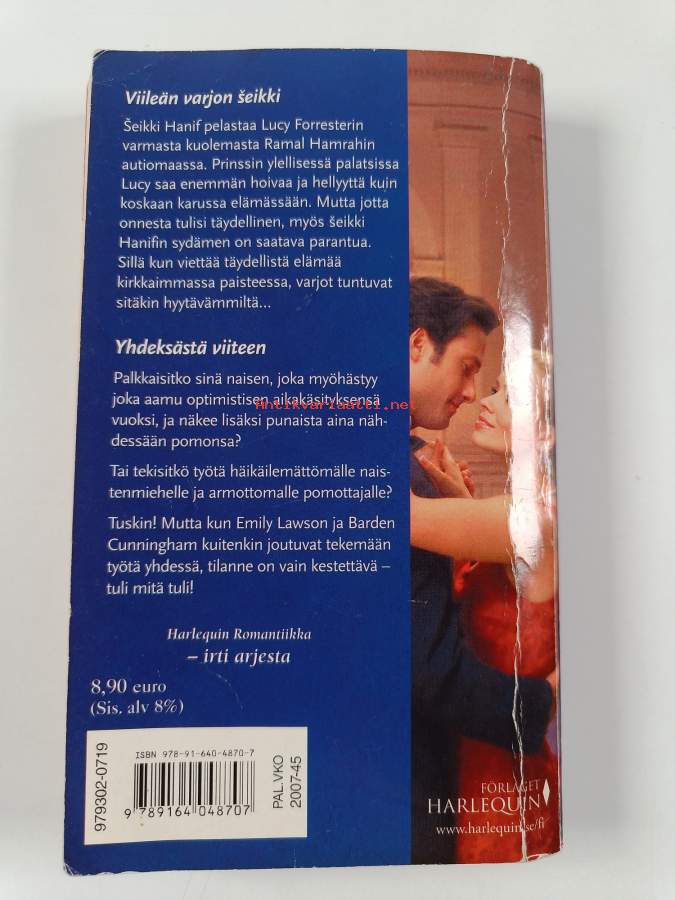 Viileän varjon šeikki
Šeikki Hanif pelastaa Lucy Forresterin
varmasta kuolemasta Ramal Hamrahin
autiomaassa. Prinssin ylellisessä palatsissa
Lucy saa enemmän hoivaa ja hellyyttä kuin
koskaan karussa elämässään. Mutta jotta
onnesta tulisi täydellinen, myös šeikki
Hanifin sydämen on saatava parantua.
Sillä kun viettää täydellistä elämää
kirkkaimmassa paisteessa, varjot tuntuvat
sitäkin hyytävämmiltä...
Yhdeksästä viiteen
Palkkaisitko sinä naisen, joka myöhästyy
joka aamu optimistisen aikakäsityksensä
Antikvariaatti.net
vuoksi, ja näkee lisäksi punaista aina näh-
dessään pomonsa?
Tai tekisitkö työtä häikäilemättömälle nais-
tenmiehelle ja armottomalle pomottajalle?
Tuskin! Mutta kun Emily Lawson ja Barden
Cunningham kuitenkin joutuvat tekemään
työtä yhdessä, tilanne on vain kestettävä –
tuli mitä tuli!
Harlequin Romantiikka
– irti arjesta
8,90 euro
(Sis. alv 8%)
979302-0719
ISBN 978-91-640-4870-7
9 789164 048707
PAL.VKO
2007-45
FÖRLAGET
HARLEQUIN
www.harlequin.se/fi